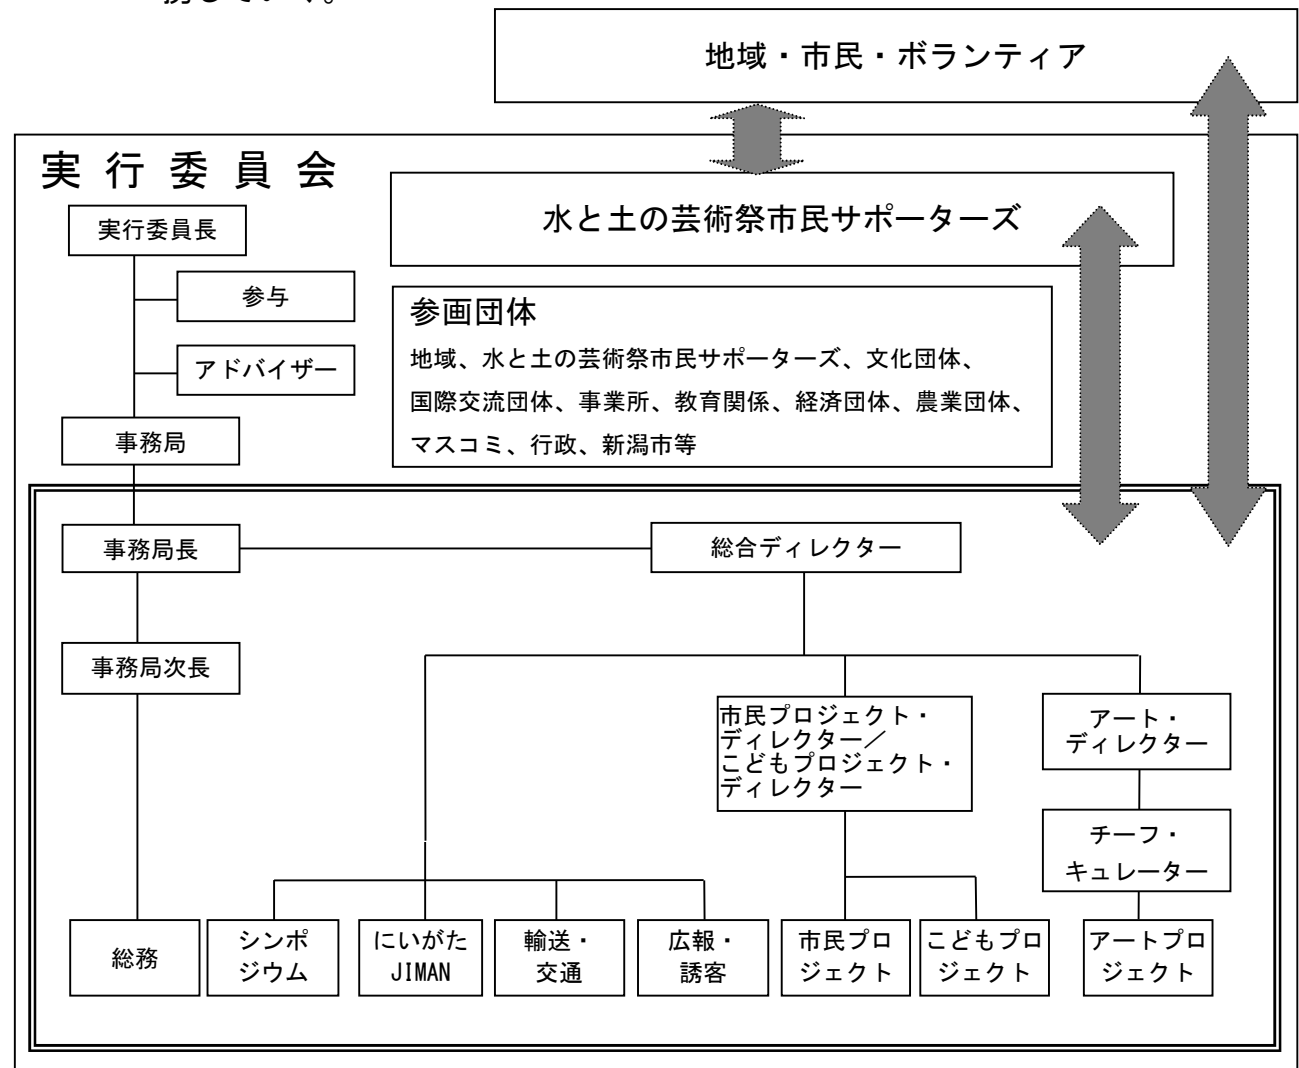 地域・市民・ボランティア
実行委員会
水と土の芸術祭市民サポーターズ
実行委員長
参与
アドバイザー
事務局
参画団体
地域、水と土の芸術祭市民サポーターズ、文化団体、
国際交流団体、事業所、教育関係、経済団体、農業団体、
マスコミ、行政、新潟市等
事務局長
総合ディレクター
事務局次長
市民プロジェクト・
ディレクター／
こどもプロジェクト・
ディレクター
アート・
ディレクター
チーフ・
キュレーター
総務
シンポ
ジウム
にいがた
JIMAN
輸送・
交通
広報・
誘客
市民プロ
ジェクト
こどもプロ
ジェクト
アートプロ
ジェクト